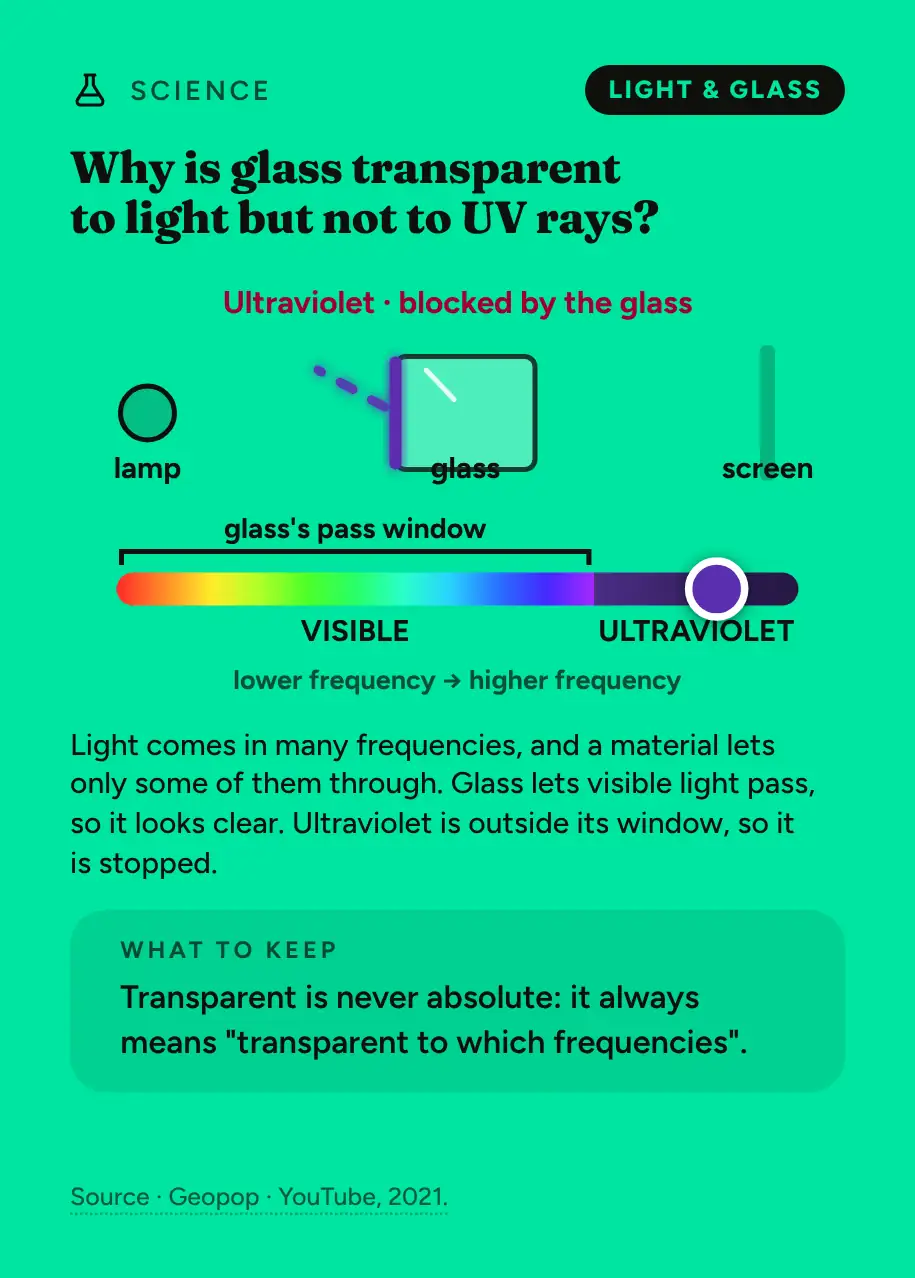 SCIENCE
LIGHT & GLASS
Why is glass transparent
to light but not to UV rays?
Ultraviolet · blocked by the glass
lamp
glass
screen
glass's pass window
VISIBLE
ULTRAVIOLET
lower frequency → higher frequency
Light comes in many frequencies, and a material lets
only some of them through. Glass lets visible light pass,
so it looks clear. Ultraviolet is outside its window, so it
is stopped.
WHAT TO KEEP
Transparent is never absolute: it always
means "transparent to which frequencies".
Source · Geopop · YouTube, 2021.